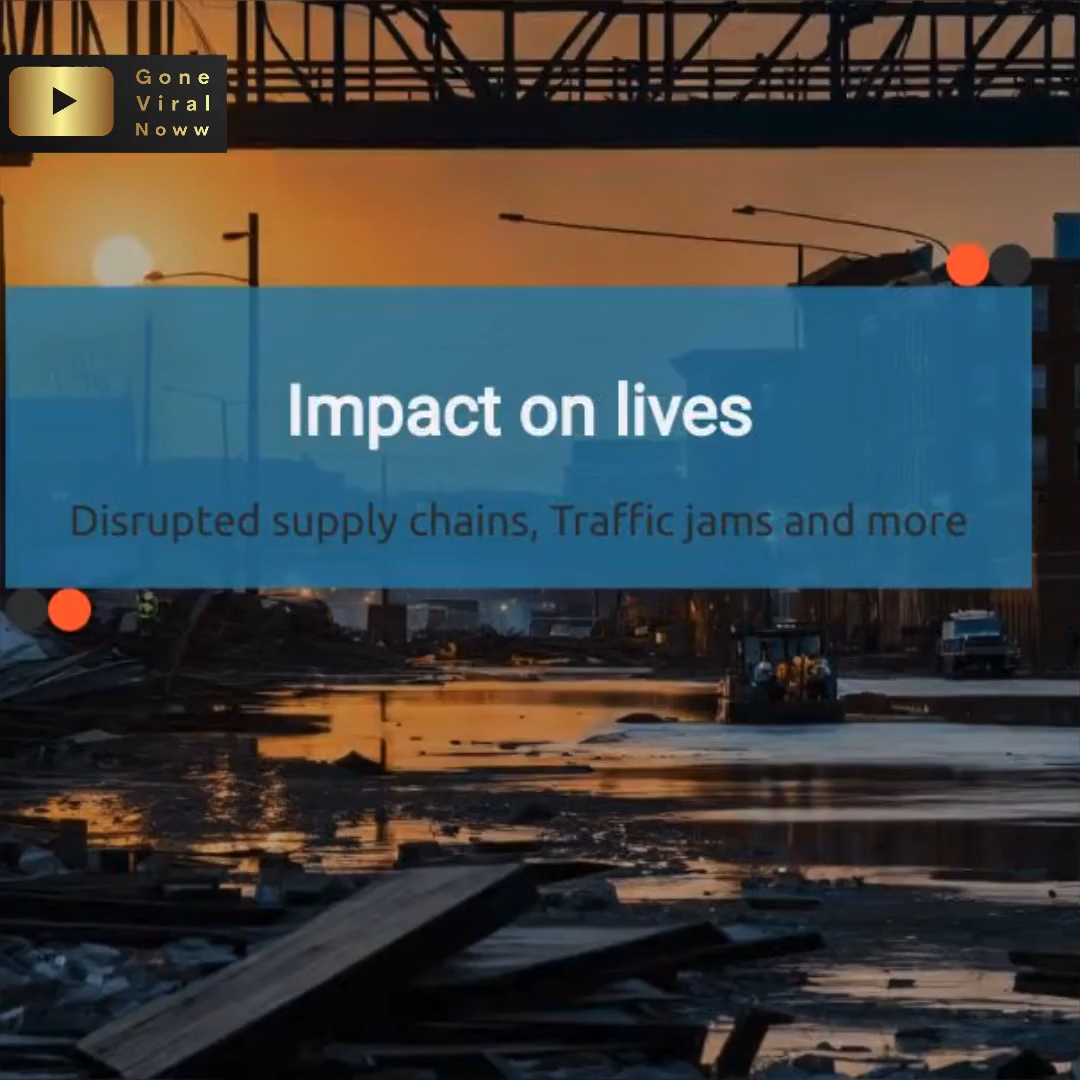 Gone
Viral
Noww
Impact on lives
Disrupted supply chains, Traffic jams and more